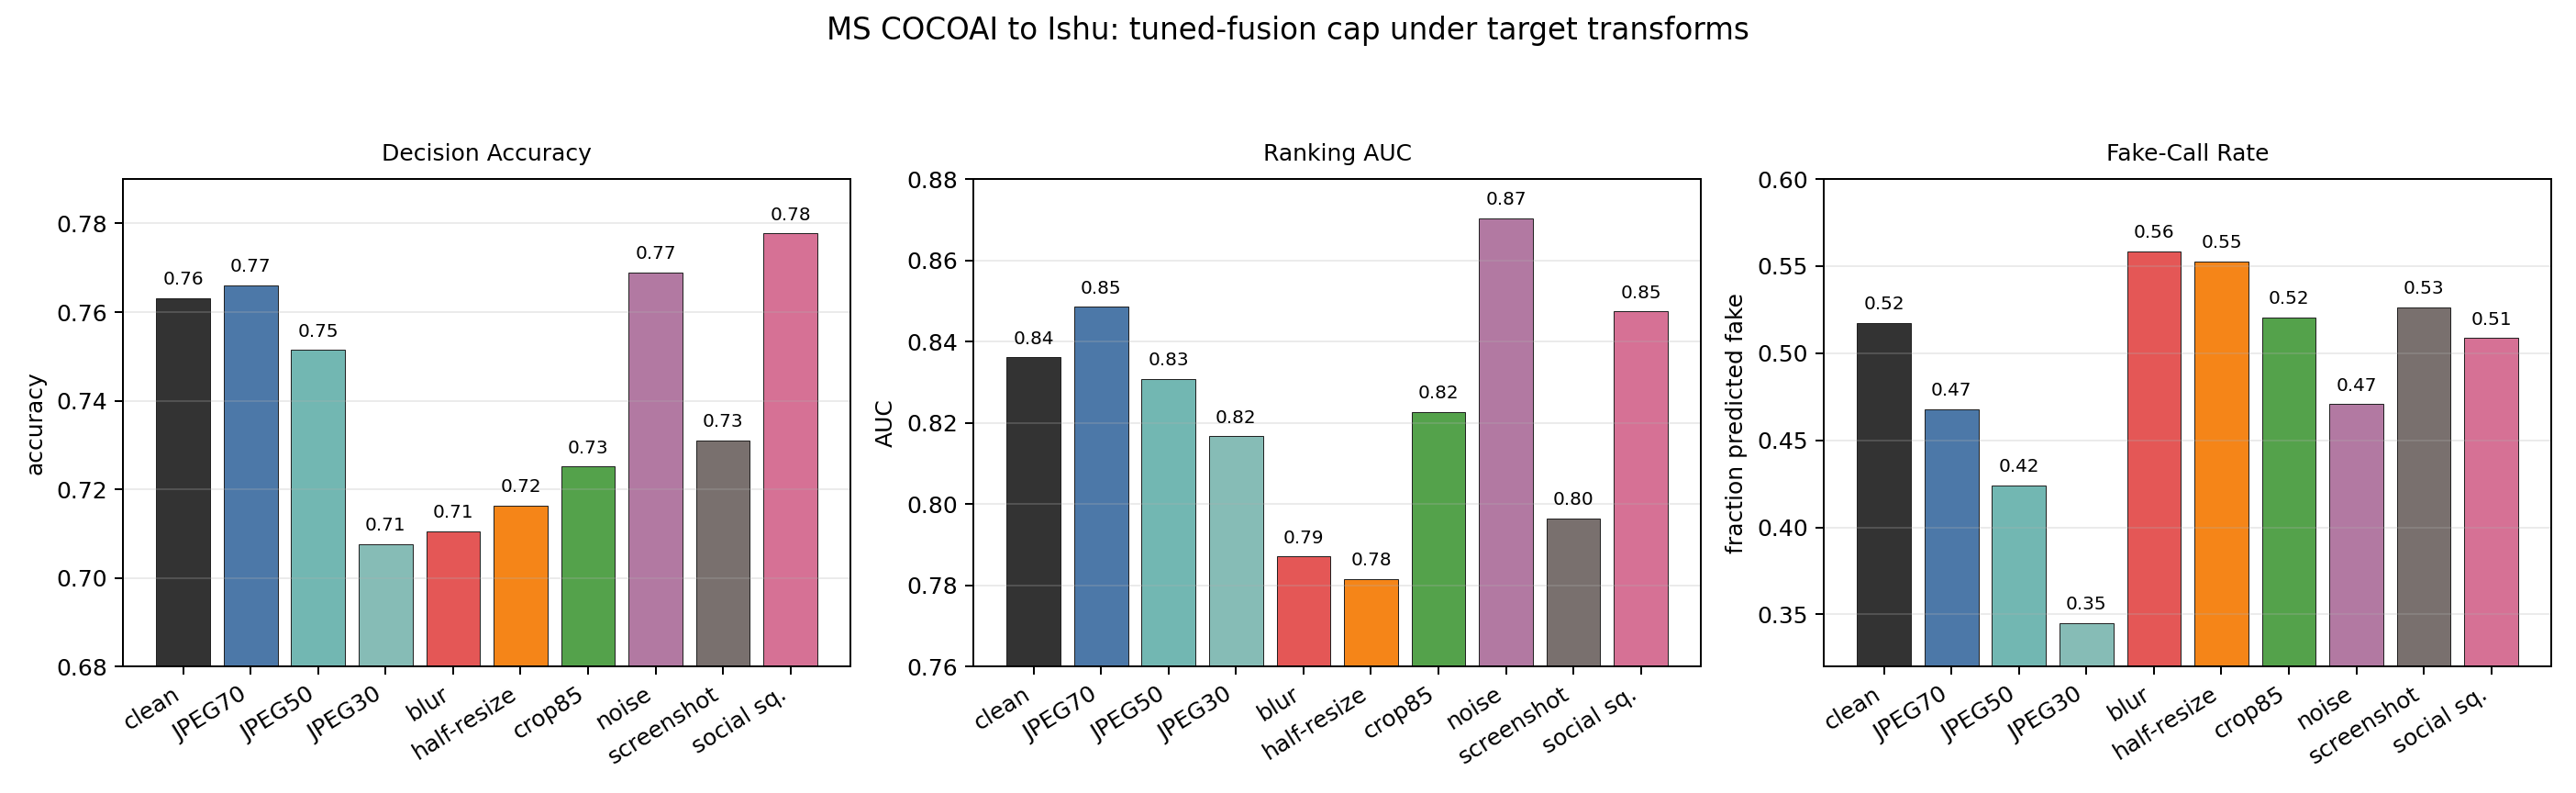 MS COCOAI to Ishu: tuned-fusion cap under target transforms
Decision Accuracy
accuracy
0.78
0.76
0.74
0.72
0.70
0.68
0.76
0.77
0.75
0.71
0.71
0.72
0.73
0.77
0.73
0.78
clean
JPEG70
JPEG50
JPEG30
blur
half-resize
crop85
noise
screenshot
social sq.
Ranking AUC
AUC
0.88
0.86
0.84
0.82
0.80
0.78
0.76
0.84
0.85
0.83
0.82
0.79
0.78
0.82
0.87
0.80
0.85
clean
JPEG70
JPEG50
JPEG30
blur
half-resize
crop85
noise
screenshot
social sq.
Fake-Call Rate
fraction predicted fake
0.60
0.55
0.50
0.45
0.40
0.35
0.52
0.47
0.42
0.35
0.56
0.55
0.52
0.47
0.53
0.51
clean
JPEG70
JPEG50
JPEG30
blur
half-resize
crop85
noise
screenshot
social sq.